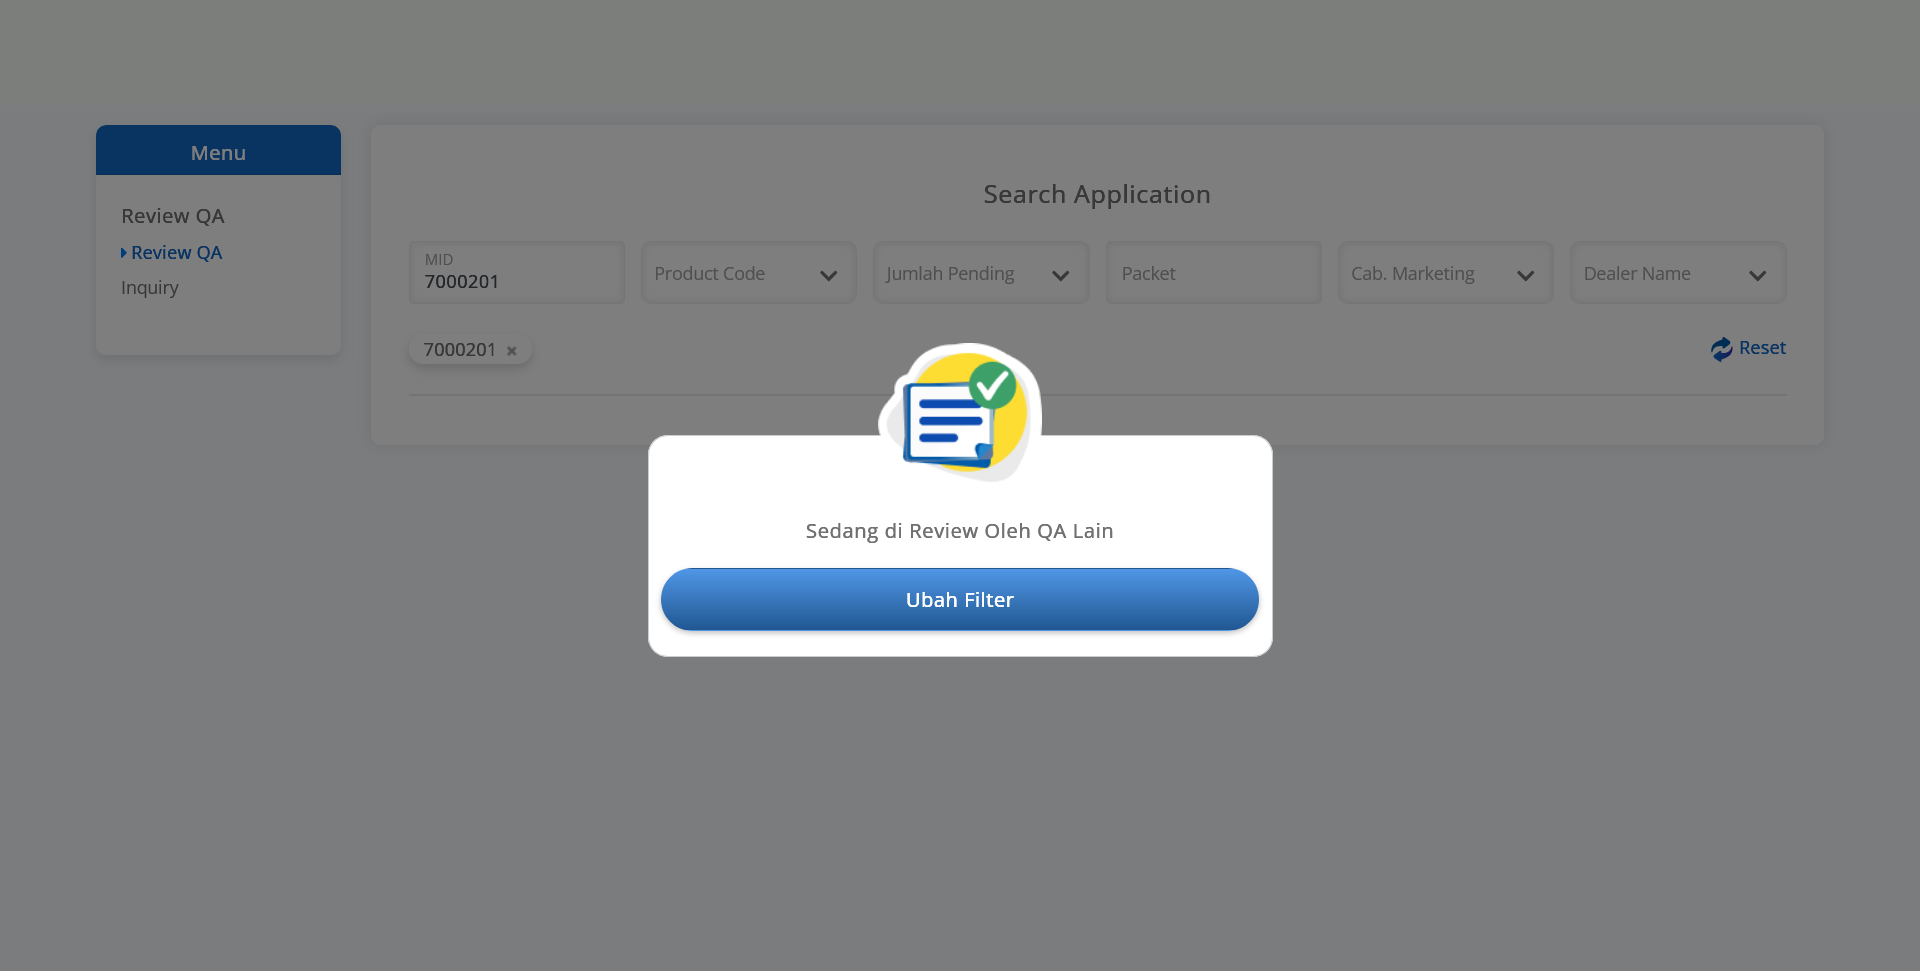 Menu
Review QA
Review QA
Inquiry
Search Application
MID
7000201
Product Code
Jumlah Pending
Packet
Cab. Marketing
Dealer Name
7000201
Reset
Sedang di Review Oleh QA Lain
Ubah Filter